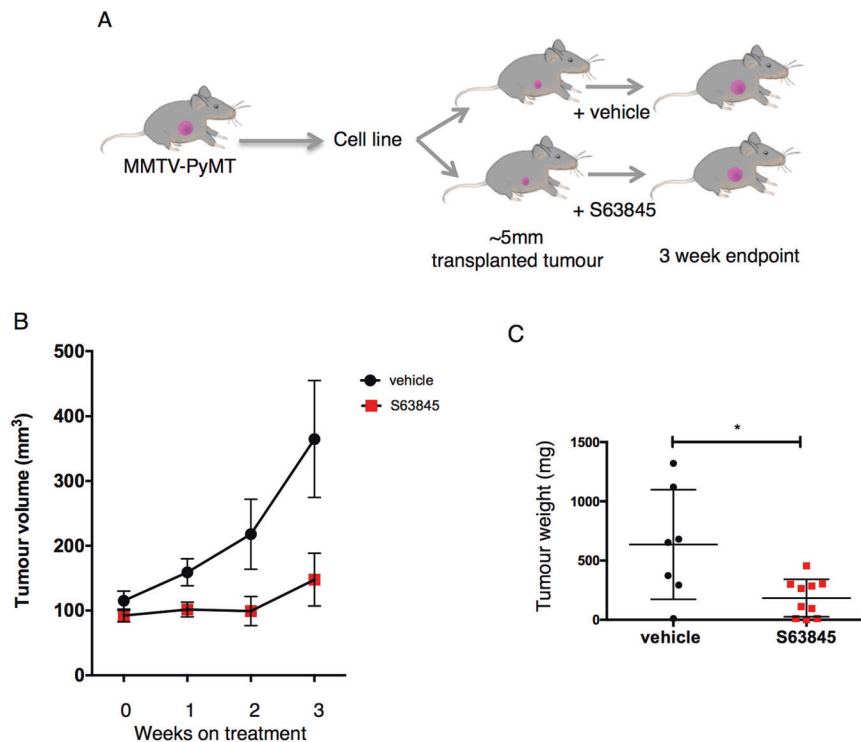 A
MMTV-PyMT
Cell line
+ vehicle
+ S63845
~5mm
transplanted tumour
3 week endpoint
B
Tumour volume (mm³)
500
400
300
200
100
0
0 1 2 3
Weeks on treatment
vehicle
S63845
C
Tumour weight (mg)
1500
1000
500
0
*
vehicle S63845